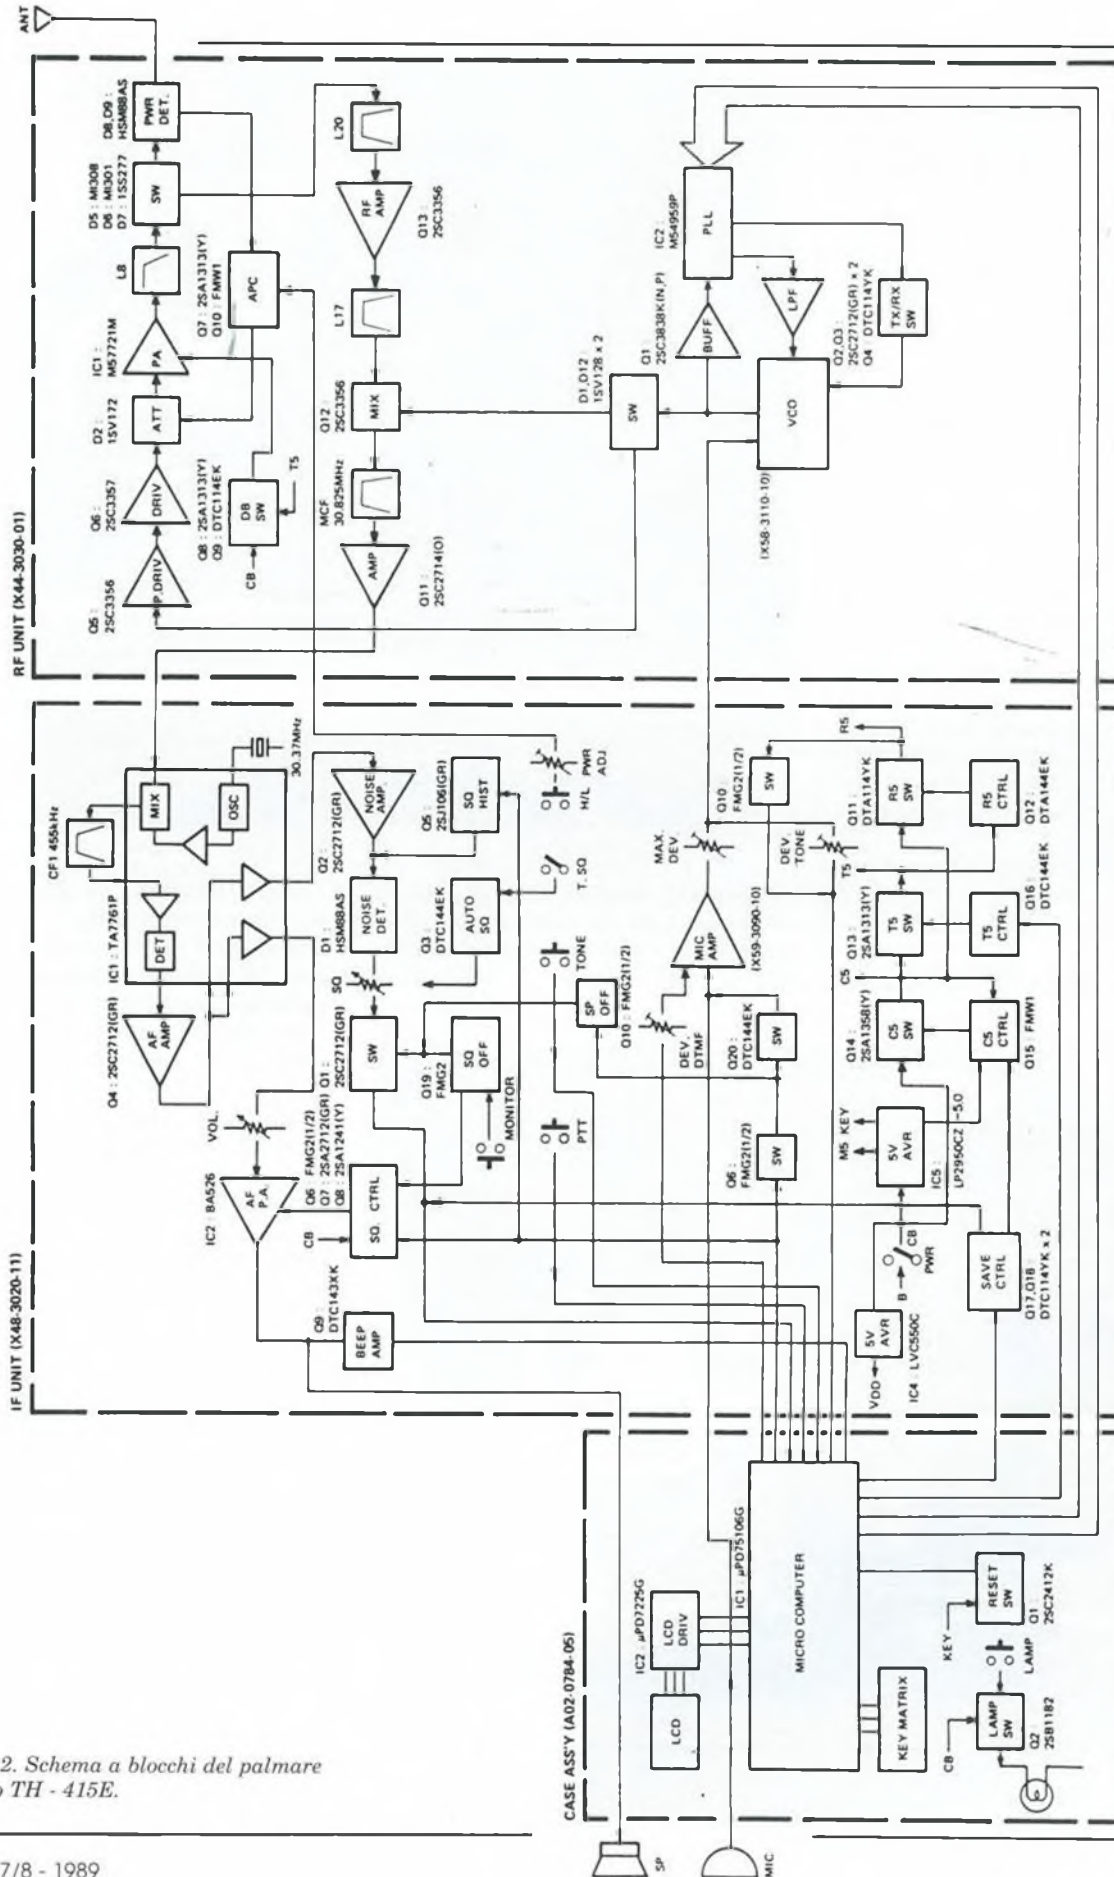 ANT
RF UNIT (X44-3030-01)
Q5 :
2SC3356
P.DRIV
Q6 :
2SC3357
DRIV
D2 :
1SV172
ATT
IC1 :
M57721M
PA
L8
D5 : MI308
D6 : MI301
D7 : 1SS277
SW
D8,D9 :
HSM88AS
PWR
DET.
Q8 : 2SA1313(Y)
Q9 : DTC114EK
CB
DB
SW
T5
Q7 : 2SA1313(Y)
Q10 : FMW1
APC
L20
RF
AMP
Q13 :
2SC3356
L17
Q12 :
2SC3356
MIX
MCF
30.825MHz
AMP
Q11 :
2SC2714(O)
D1,D12 :
1SV128 x 2
SW
Q1 :
2SC3838K(N,P)
BUFF
IC2 :
M54959P
PLL
LPF
VCO
(X58-3110-10)
TX/RX
SW
Q2,Q3 :
2SC2712(GR) x 2
Q4 : DTC114YK
IF UNIT (X48-3020-11)
CF1 455kHz
MIX
OSC
30.37MHz
DET
IC1 : TA7761P
Q4 : 2SC2712(GR)
AF
AMP
VOL.
IC2 : BA526
AF
P.A.
Q2 :
2SC2712(GR)
NOISE
AMP.
D1 :
HSM88AS
NOISE
DET.
SQ
Q1 :
2SC2712(GR)
SW
Q5 :
2SJ106(GR)
SQ
HIST
Q3 :
DTC144EK
AUTO
SQ
Q19 :
FMG2
SQ
OFF
MONITOR
Q6 : FMG2(1/2)
Q7 : 2SA2712(GR)
Q8 : 2SA1241(Y)
CB
SQ. CTRL
Q9 :
DTC143XK
BEEP
AMP
H/L
PWR
ADJ
T. SQ
TONE
PTT
SP
OFF
Q10 : FMG2(1/2)
DEV.
DTMF
MIC
AMP
(X59-3090-10)
MAX.
DEV.
Q10 :
FMG2(1/2)
SW
DEV.
TONE
R5
Q20 :
DTC144EK
SW
Q6 :
FMG2(1/2)
SW
Q11 :
DTA114YK
R5
SW
R5
CTRL
Q12 :
DTA144EK
T5
Q13 :
2SA1313(Y)
T5
SW
T5
CTRL
Q16 :
DTC144EK
C5
Q14 :
2SA1358(Y)
C5
SW
C5
CTRL
Q15 : FMW1
M5 KEY
5V
AVR
IC5 :
LP2950CZ -5.0
B
CB
PWR
SAVE
CTRL
Q17,Q18 :
DTC114YK x 2
VDD
5V
AVR
IC4 : LVC550C
CASE ASS'Y (A02-0784-05)
IC2 : µPD7225G
LCD
DRIV
LCD
IC1 : µPD75106G
MICRO COMPUTER
KEY MATRIX
KEY
RESET
SW
Q1 :
2SC2412K
LAMP
CB
LAMP
SW
Q2 :
2SB1182
SP
MIC
2. Schema a blocchi del palmare
TH - 415E.
7/8 - 1989